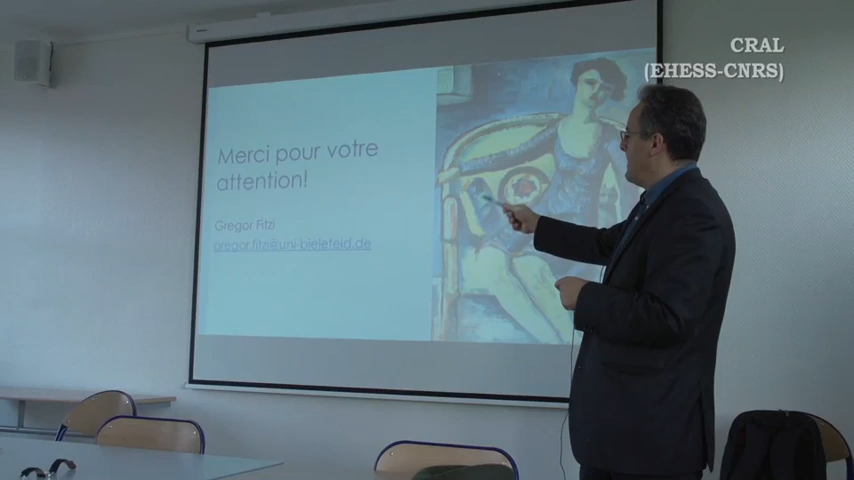 CRAL
(EHESS-CNRS)
Merci pour votre
attention!
Gregor Fitzi
gregor.fitzi@uni-bielefeld.de